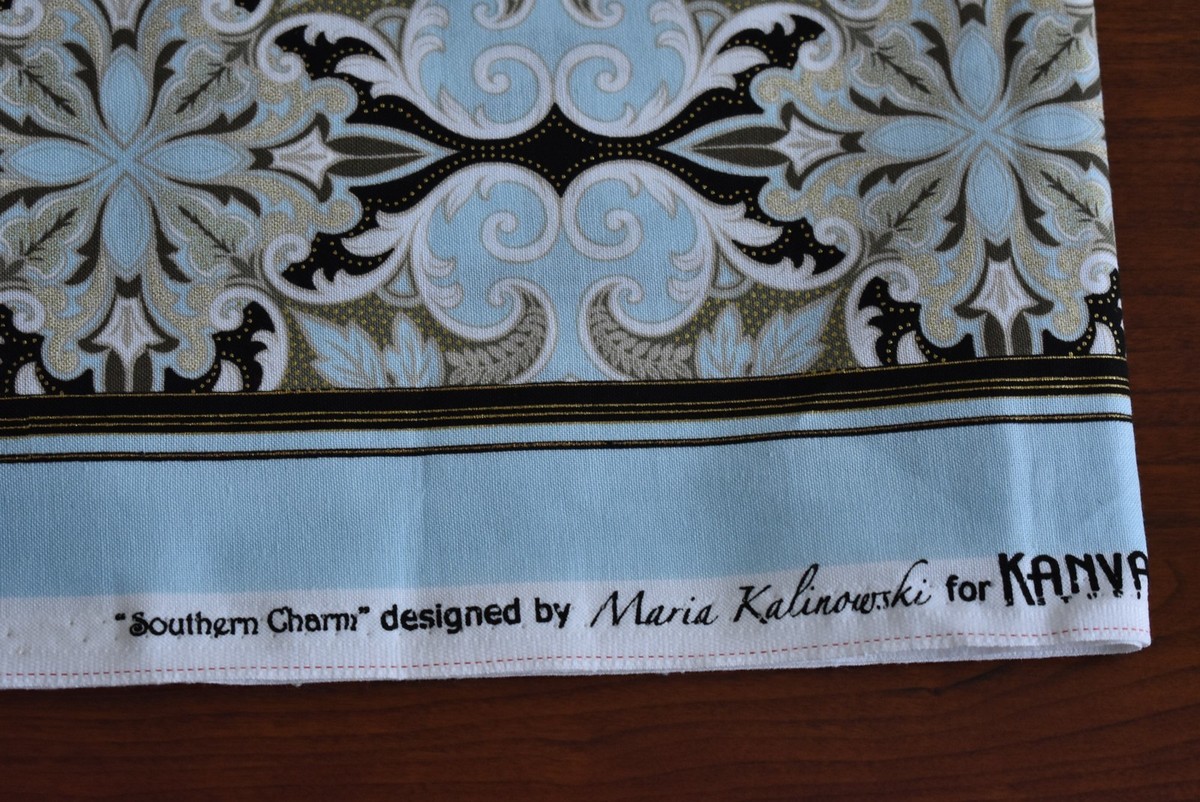 "Southern Charm" designed by Maria Kalinowski for KANVA